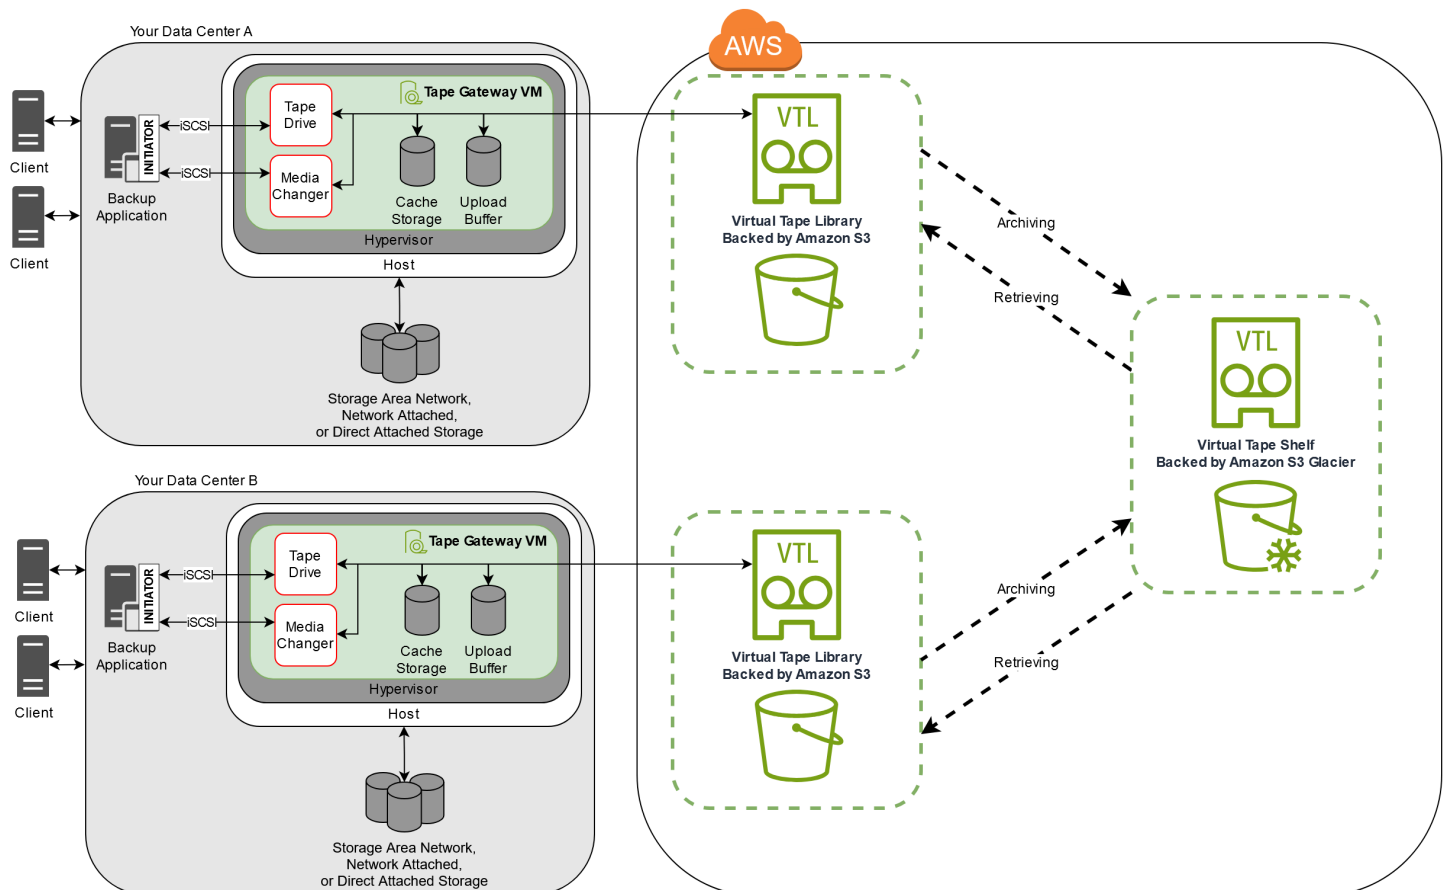 Your Data Center A
Client
Client
INITIATOR
Backup
Application
iSCSI
iSCSI
Tape
Drive
Media
Changer
Tape Gateway VM
Cache
Storage
Upload
Buffer
Hypervisor
Host
Storage Area Network,
Network Attached,
or Direct Attached Storage
Your Data Center B
Client
Client
INITIATOR
Backup
Application
iSCSI
iSCSI
Tape
Drive
Media
Changer
Tape Gateway VM
Cache
Storage
Upload
Buffer
Hypervisor
Host
Storage Area Network,
Network Attached,
or Direct Attached Storage
AWS
VTL
Virtual Tape Library
Backed by Amazon S3
Archiving
Retrieving
VTL
Virtual Tape Shelf
Backed by Amazon S3 Glacier
VTL
Virtual Tape Library
Backed by Amazon S3
Archiving
Retrieving